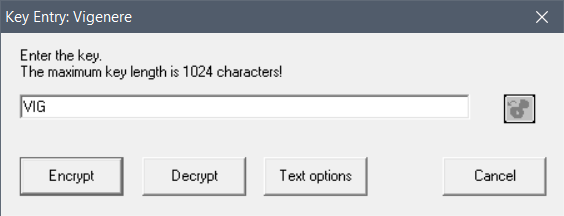 Key Entry: Vigenere
Enter the key.
The maximum key length is 1024 characters!
VIG
Encrypt Decrypt Text options Cancel